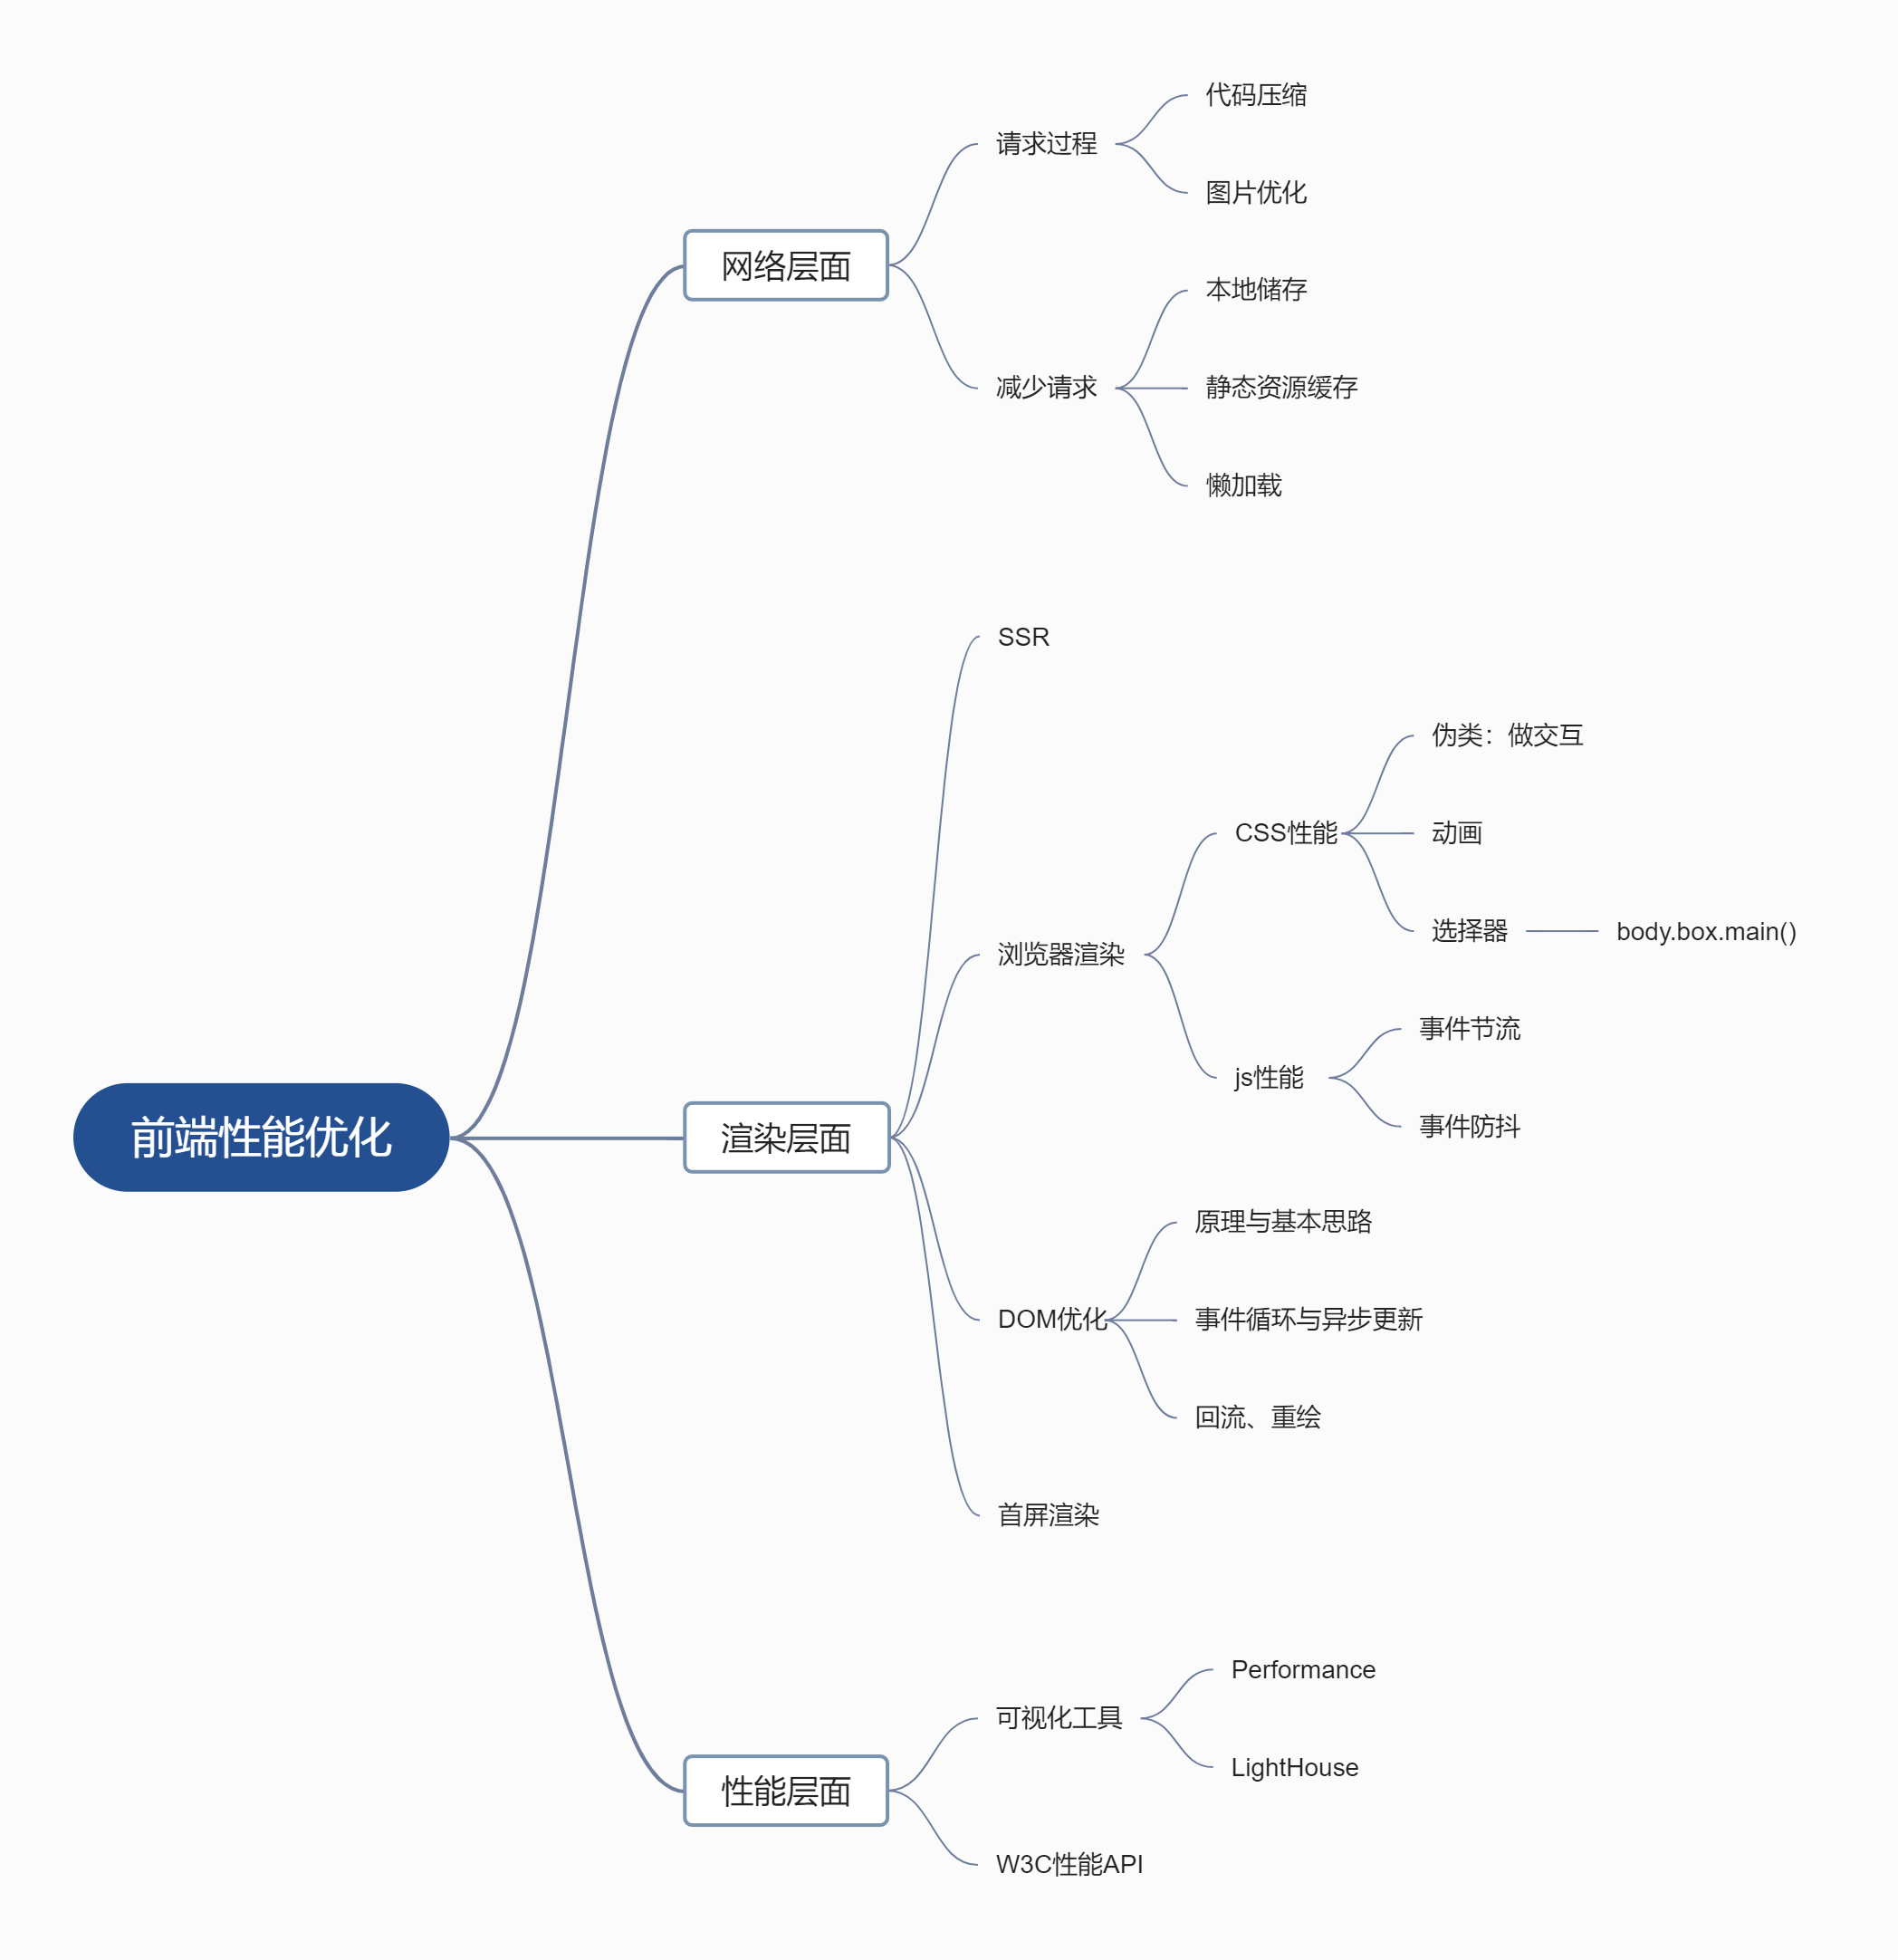 前端性能优化
网络层面
请求过程
代码压缩
图片优化
减少请求
本地储存
静态资源缓存
懒加载
渲染层面
SSR
浏览器渲染
CSS性能
伪类：做交互
动画
选择器
body.box.main()
js性能
事件节流
事件防抖
DOM优化
原理与基本思路
事件循环与异步更新
回流、重绘
首屏渲染
性能层面
可视化工具
Performance
LightHouse
W3C性能API